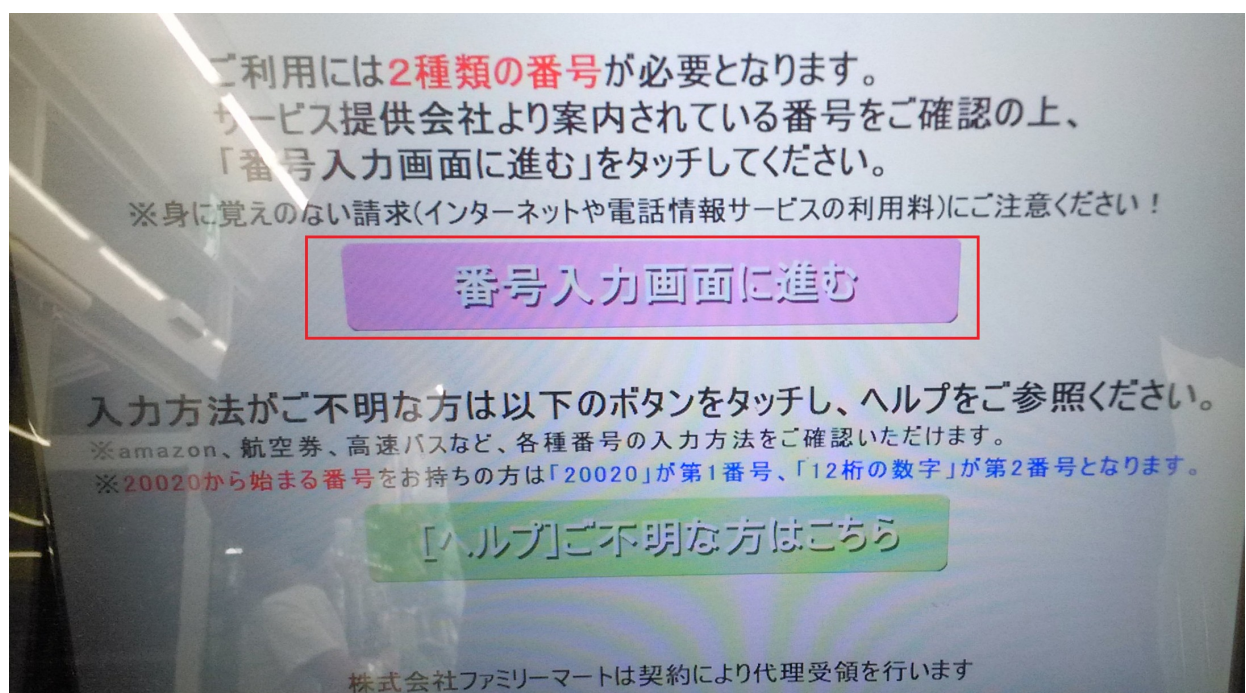 ご利用には2種類の番号が必要となります。
サービス提供会社より案内されている番号をご確認の上、
「番号入力画面に進む」をタッチしてください。
※身に覚えのない請求(インターネットや電話情報サービスの利用料)にご注意ください！
番号入力画面に進む
入力方法がご不明な方は以下のボタンをタッチし、ヘルプをご参照ください。
※amazon、航空券、高速バスなど、各種番号の入力方法をご確認いただけます。
※20020から始まる番号をお持ちの方は「20020」が第1番号、「12桁の数字」が第2番号となります。
[ヘルプ]ご不明な方はこちら
株式会社ファミリーマートは契約により代理受領を行います